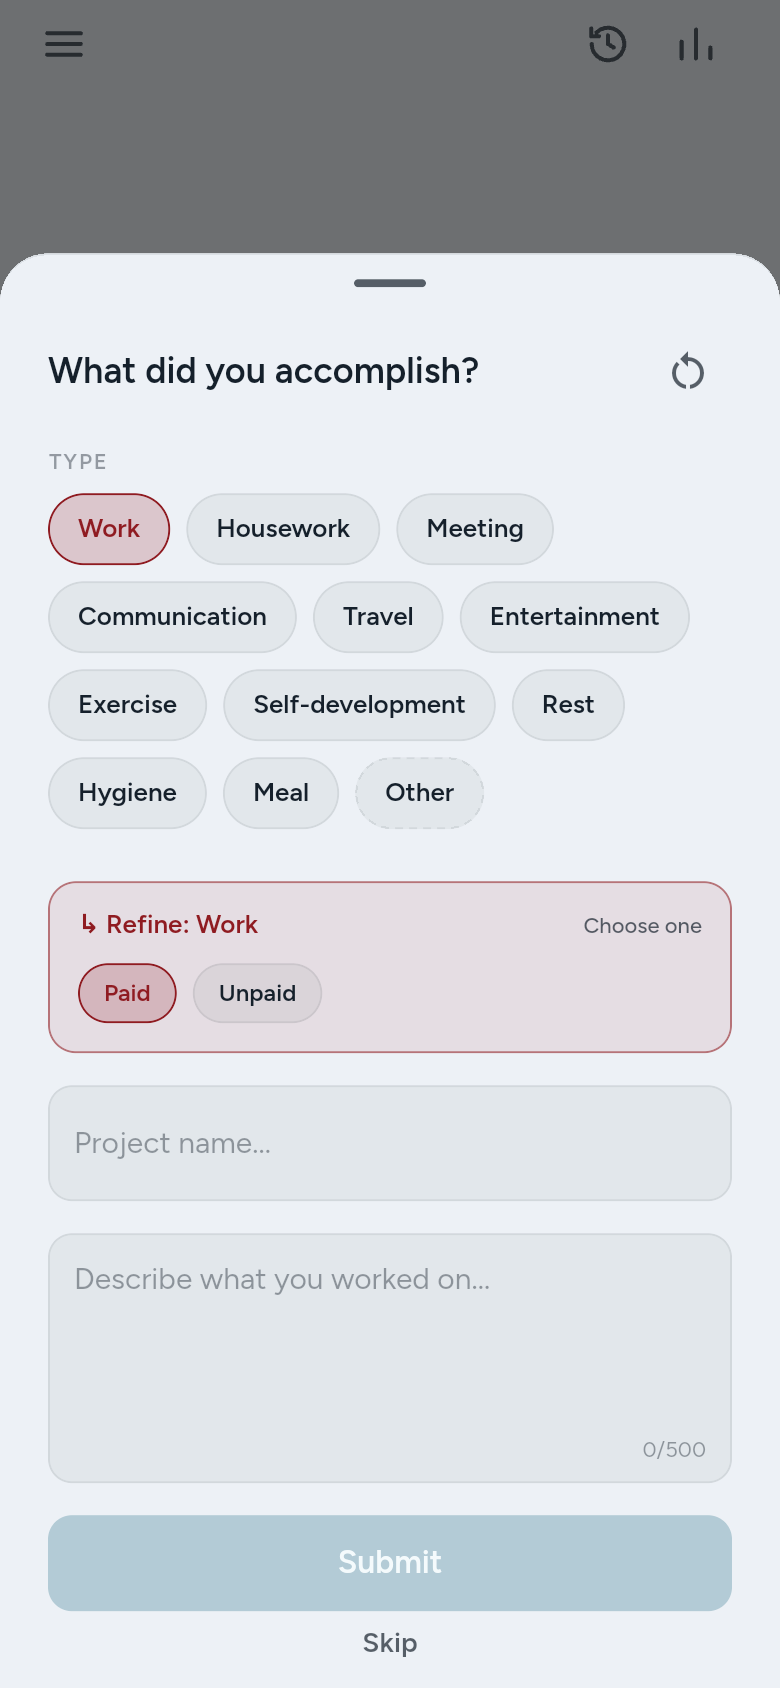 What did you accomplish?
TYPE
Work Housework Meeting
Communication Travel Entertainment
Exercise Self-development Rest
Hygiene Meal Other
↳ Refine: Work Choose one
Paid Unpaid
Project name...
Describe what you worked on...
0/500
Submit
Skip